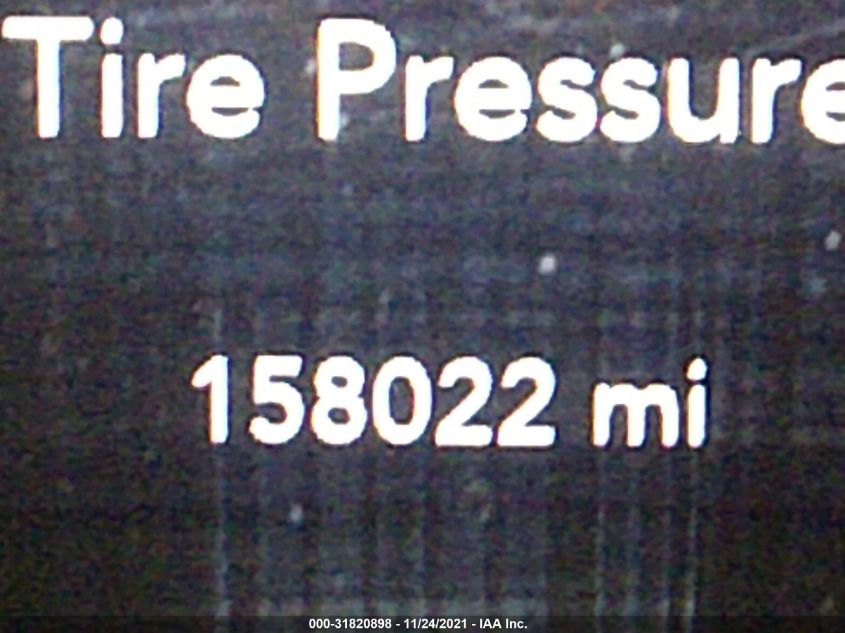 Tire Pressure
158022 mi
000-31820898 - 11/24/2021 - IAA Inc.